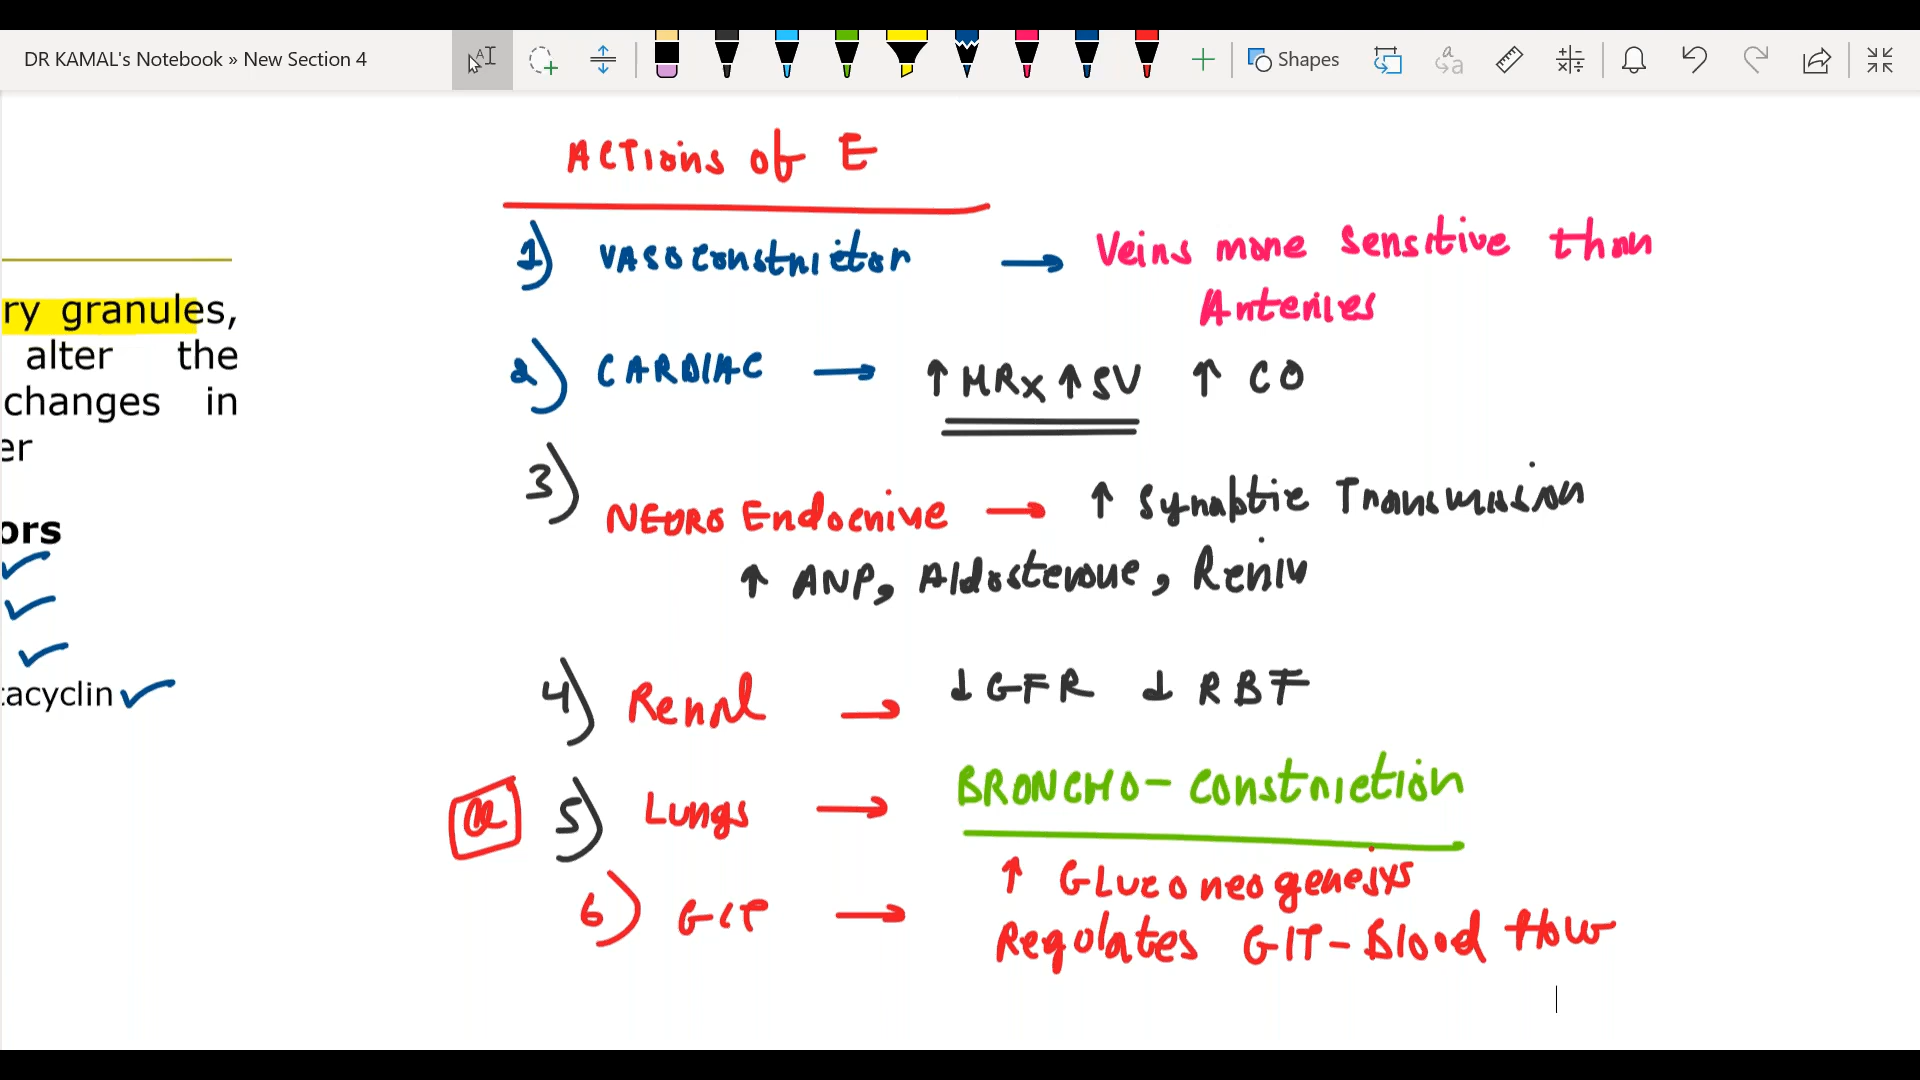 DR KAMAL's Notebook » New Section 4
Shapes
ACTIONS of E
ry granules,
alter the
changes in
er
ors
tacyclin
1) VASOConstrictor → Veins more Sensitive than
Arteries
2) CARDIAC → ↑ HR x ↑ SV ↑ CO
3)
NEURO Endocrine → ↑ Synaptic Transmission
↑ ANP, Aldosterone, Renin
4) Renal → ↓ GFR ↓ RBF
5) Lungs → BRONCHO-Constriction
6) GIT → ↑ GLuconeogenesis
Regulates GIT-Blood flow